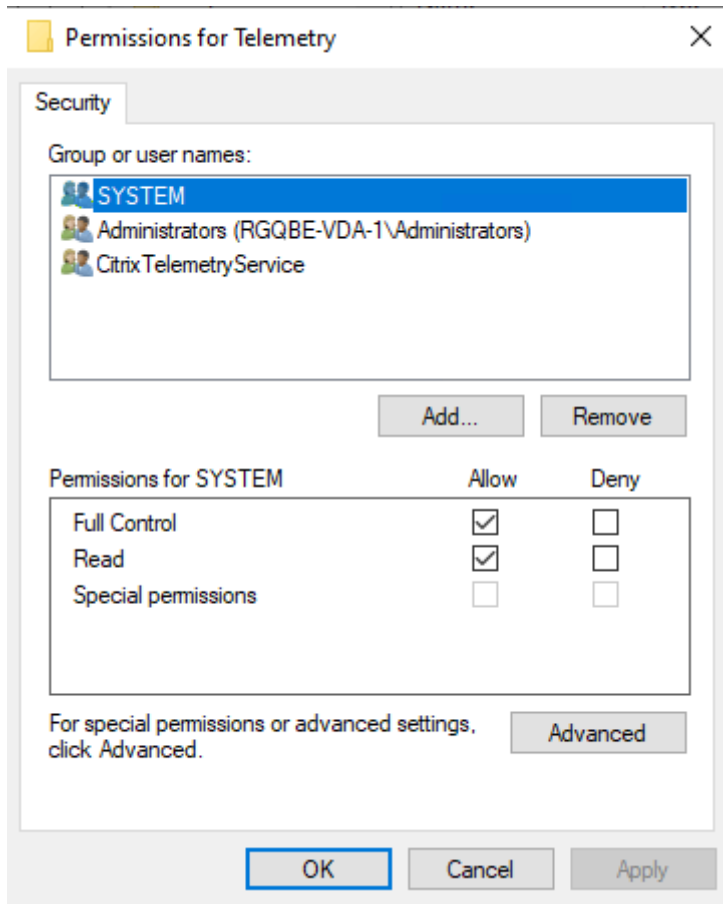 Permissions for Telemetry
Security
Group or user names:
SYSTEM
Administrators (RGQBE-VDA-1\Administrators)
CitrixTelemetryService
Add... Remove
Permissions for SYSTEM Allow Deny
Full Control
Read
Special permissions
For special permissions or advanced settings, Advanced
click Advanced.
OK Cancel Apply